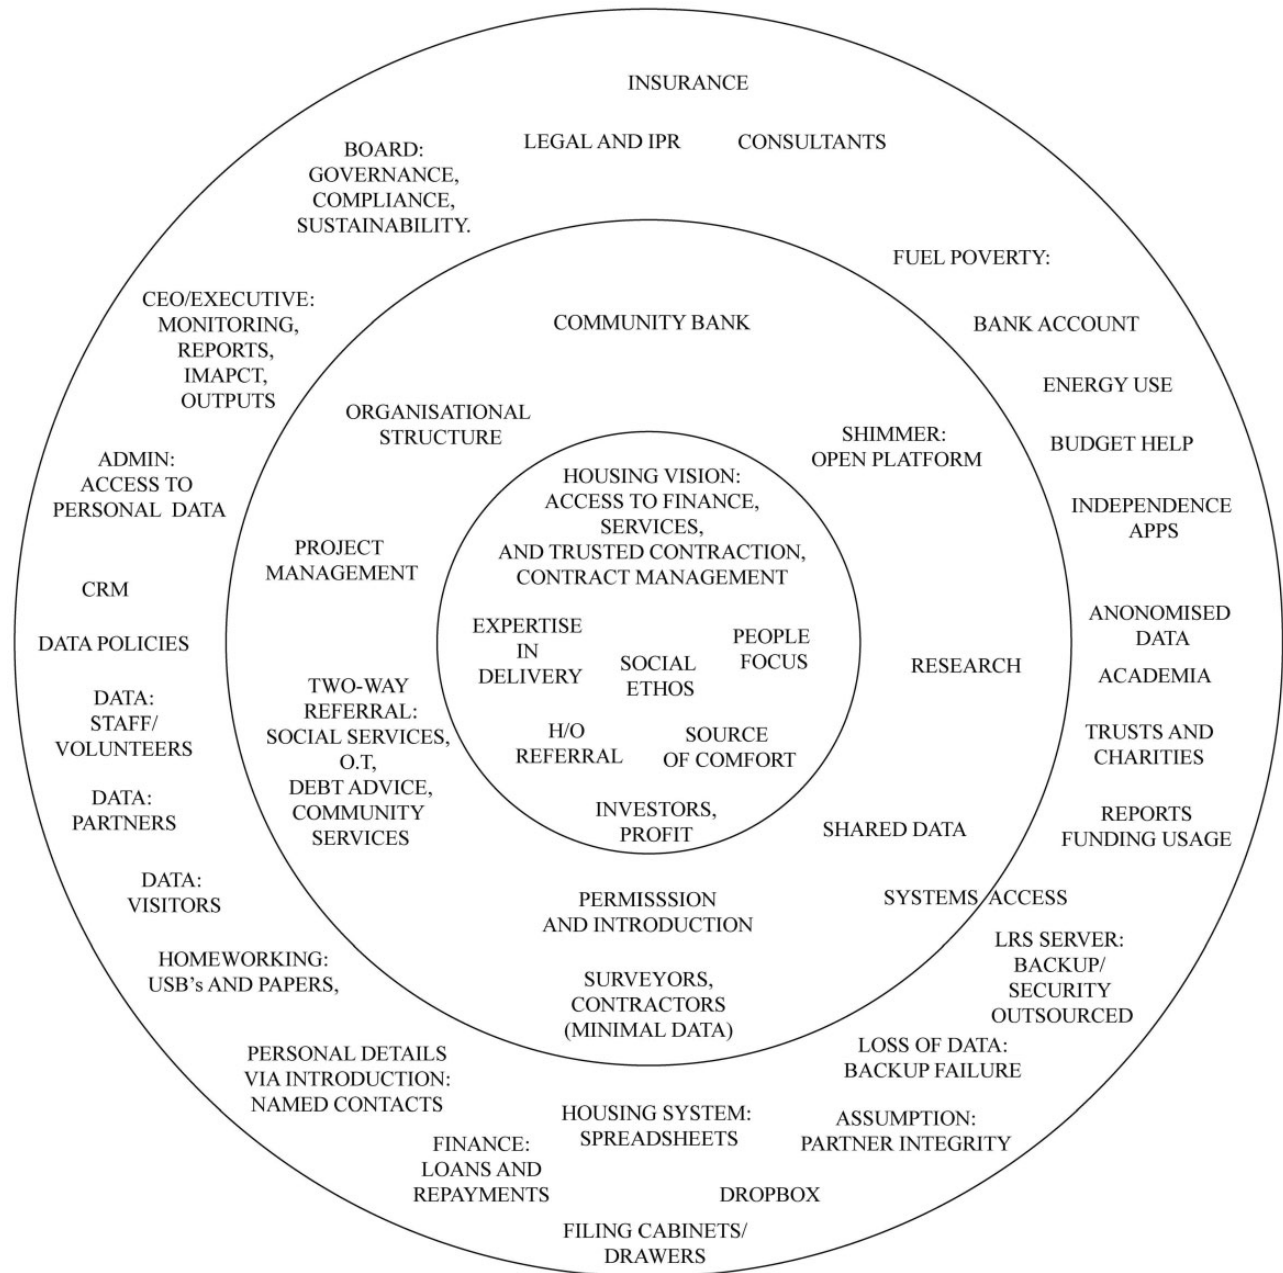 INSURANCE
LEGAL AND IPR
CONSULTANTS
BOARD:
GOVERNANCE,
COMPLIANCE,
SUSTAINABILITY.
FUEL POVERTY:
CEO/EXECUTIVE:
MONITORING,
REPORTS,
IMAPCT,
OUTPUTS
COMMUNITY BANK
BANK ACCOUNT
ENERGY USE
ORGANISATIONAL
STRUCTURE
SHIMMER:
OPEN PLATFORM
BUDGET HELP
ADMIN:
ACCESS TO
PERSONAL DATA
HOUSING VISION:
ACCESS TO FINANCE,
SERVICES,
AND TRUSTED CONTRACTION,
CONTRACT MANAGEMENT
INDEPENDENCE
APPS
PROJECT
MANAGEMENT
CRM
ANONOMISED
DATA
EXPERTISE
IN
DELIVERY
PEOPLE
FOCUS
SOCIAL
ETHOS
DATA POLICIES
RESEARCH
ACADEMIA
TWO-WAY
REFERRAL:
SOCIAL SERVICES,
O.T,
DEBT ADVICE,
COMMUNITY
SERVICES
DATA:
STAFF/
VOLUNTEERS
H/O
REFERRAL
SOURCE
OF COMFORT
TRUSTS AND
CHARITIES
DATA:
PARTNERS
INVESTORS,
PROFIT
SHARED DATA
REPORTS
FUNDING USAGE
DATA:
VISITORS
PERMISSSION
AND INTRODUCTION
SYSTEMS ACCESS
HOMEWORKING:
USB's AND PAPERS,
LRS SERVER:
BACKUP/
SECURITY
OUTSOURCED
SURVEYORS,
CONTRACTORS
(MINIMAL DATA)
PERSONAL DETAILS
VIA INTRODUCTION:
NAMED CONTACTS
LOSS OF DATA:
BACKUP FAILURE
HOUSING SYSTEM:
SPREADSHEETS
ASSUMPTION:
PARTNER INTEGRITY
FINANCE:
LOANS AND
REPAYMENTS
DROPBOX
FILING CABINETS/
DRAWERS